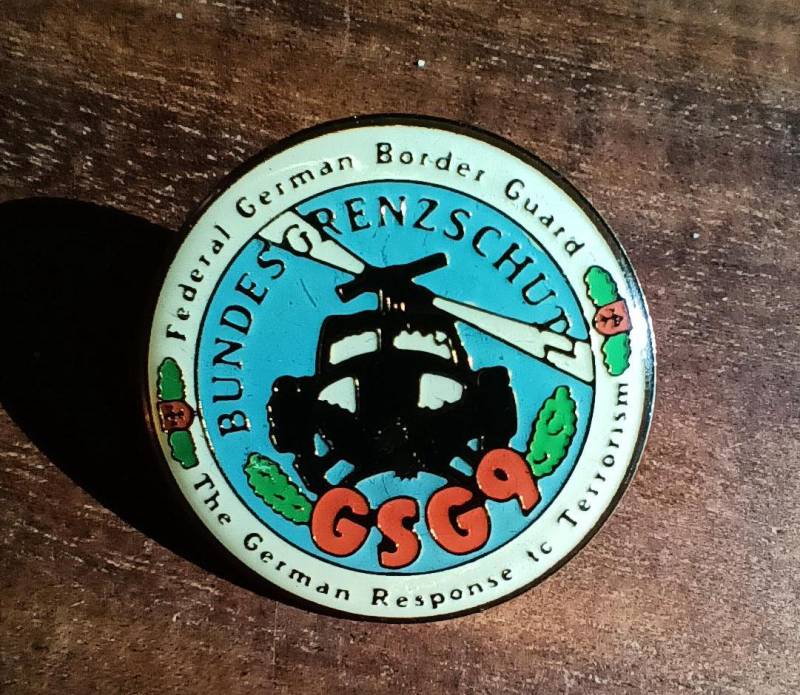 Federal German Border Guard
BUNDESGRENZSCHUTZ
GSG9
The German Response to Terrorism